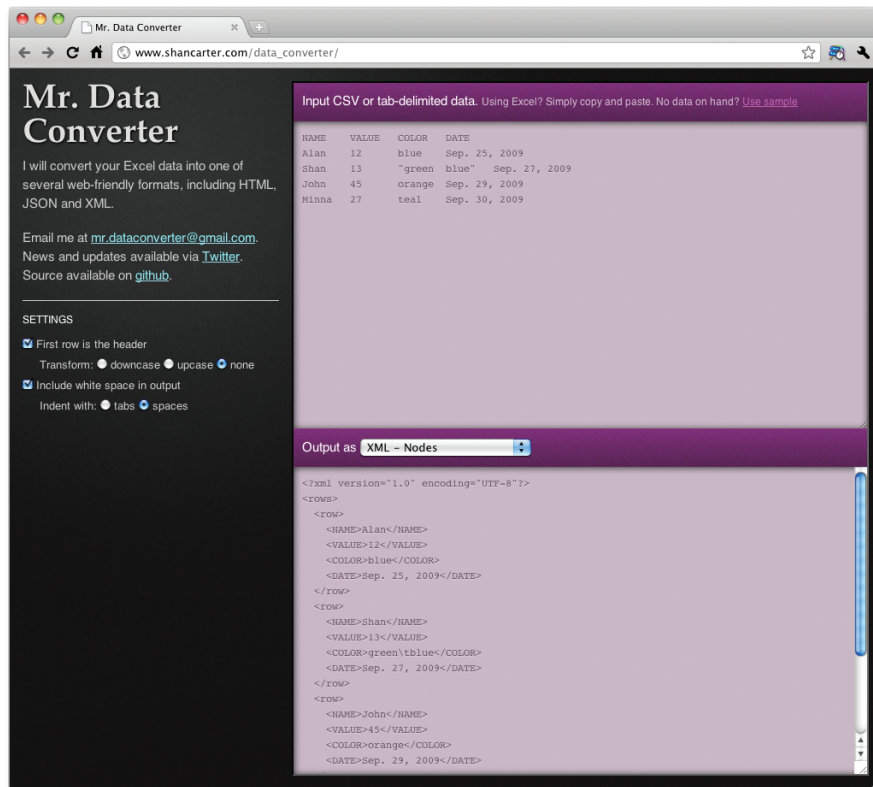 Mr. Data Converter
www.shancarter.com/data_converter/
Mr. Data
Converter
I will convert your Excel data into one of
several web-friendly formats, including HTML,
JSON and XML.
Email me at mr.dataconverter@gmail.com.
News and updates available via Twitter.
Source available on github.
SETTINGS
First row is the header
Transform: downcase upcase none
Include white space in output
Indent with: tabs spaces
Input CSV or tab-delimited data. Using Excel? Simply copy and paste. No data on hand? Use sample
NAME VALUE COLOR DATE
Alan 12 blue Sep. 25, 2009
Shan 13 "green blue" Sep. 27, 2009
John 45 orange Sep. 29, 2009
Minna 27 teal Sep. 30, 2009
Output as XML – Nodes
<?xml version="1.0" encoding="UTF-8"?>
<rows>
<row>
<NAME>Alan</NAME>
<VALUE>12</VALUE>
<COLOR>blue</COLOR>
<DATE>Sep. 25, 2009</DATE>
</row>
<row>
<NAME>Shan</NAME>
<VALUE>13</VALUE>
<COLOR>green\tblue</COLOR>
<DATE>Sep. 27, 2009</DATE>
</row>
<row>
<NAME>John</NAME>
<VALUE>45</VALUE>
<COLOR>orange</COLOR>
<DATE>Sep. 29, 2009</DATE>